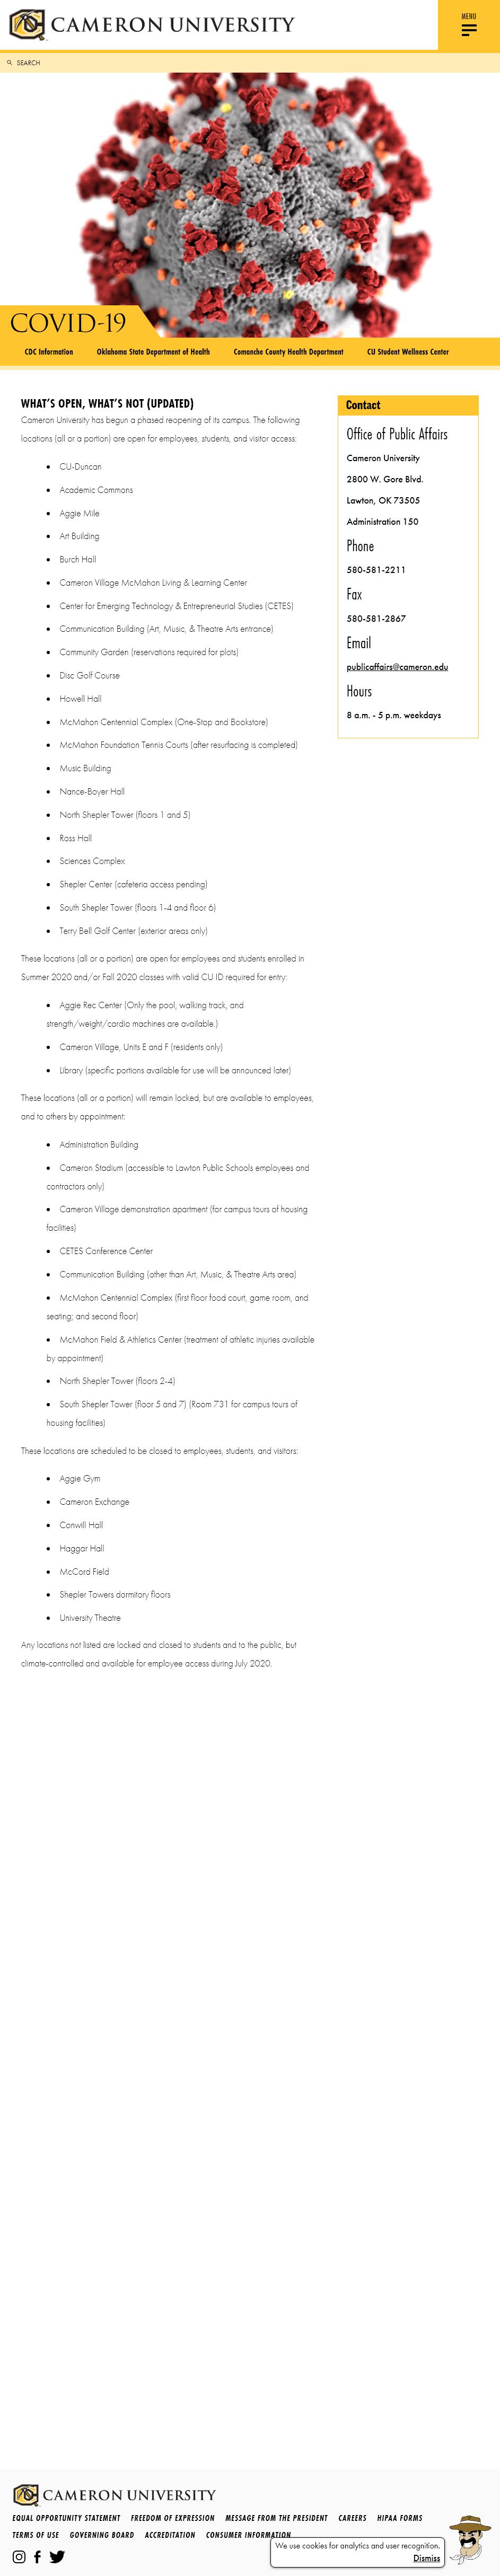 CAMERON UNIVERSITY
MENU
SEARCH
COVID-19
CDC Information
Oklahoma State Department of Health
Comanche County Health Department
CU Student Wellness Center
WHAT'S OPEN, WHAT'S NOT (UPDATED)
Cameron University has begun a phased reopening of its campus. The following
locations (all or a portion) are open for employees, students, and visitor access:
• CU-Duncan
• Academic Commons
• Aggie Mile
• Art Building
• Burch Hall
• Cameron Village McMahon Living & Learning Center
• Center for Emerging Technology & Entrepreneurial Studies (CETES)
• Communication Building (Art, Music, & Theatre Arts entrance)
• Community Garden (reservations required for plots)
• Disc Golf Course
• Howell Hall
• McMahon Centennial Complex (One-Stop and Bookstore)
• McMahon Foundation Tennis Courts (after resurfacing is completed)
• Music Building
• Nance-Boyer Hall
• North Shepler Tower (floors 1 and 5)
• Ross Hall
• Sciences Complex
• Shepler Center (cafeteria access pending)
• South Shepler Tower (floors 1-4 and floor 6)
• Terry Bell Golf Center (exterior areas only)
These locations (all or a portion) are open for employees and students enrolled in
Summer 2020 and/or Fall 2020 classes with valid CU ID required for entry:
• Aggie Rec Center (Only the pool, walking track, and
strength/weight/cardio machines are available.)
• Cameron Village, Units E and F (residents only)
• Library (specific portions available for use will be announced later)
These locations (all or a portion) will remain locked, but are available to employees,
and to others by appointment:
• Administration Building
• Cameron Stadium (accessible to Lawton Public Schools employees and
contractors only)
• Cameron Village demonstration apartment (for campus tours of housing
facilities)
• CETES Conference Center
• Communication Building (other than Art, Music, & Theatre Arts area)
• McMahon Centennial Complex (first floor food court, game room, and
seating; and second floor)
• McMahon Field & Athletics Center (treatment of athletic injuries available
by appointment)
• North Shepler Tower (floors 2-4)
• South Shepler Tower (floor 5 and 7) (Room 731 for campus tours of
housing facilities)
These locations are scheduled to be closed to employees, students, and visitors:
• Aggie Gym
• Cameron Exchange
• Conwill Hall
• Haggar Hall
• McCord Field
• Shepler Towers dormitory floors
• University Theatre
Any locations not listed are locked and closed to students and to the public, but
climate-controlled and available for employee access during July 2020.
Contact
Office of Public Affairs
Cameron University
2800 W. Gore Blvd.
Lawton, OK 73505
Administration 150
Phone
580-581-2211
Fax
580-581-2867
Email
publicaffairs@cameron.edu
Hours
8 a.m. - 5 p.m. weekdays
CAMERON UNIVERSITY
EQUAL OPPORTUNITY STATEMENT FREEDOM OF EXPRESSION MESSAGE FROM THE PRESIDENT CAREERS HIPAA FORMS
TERMS OF USE GOVERNING BOARD ACCREDITATION CONSUMER INFORMATION
We use cookies for analytics and user recognition.
Dismiss